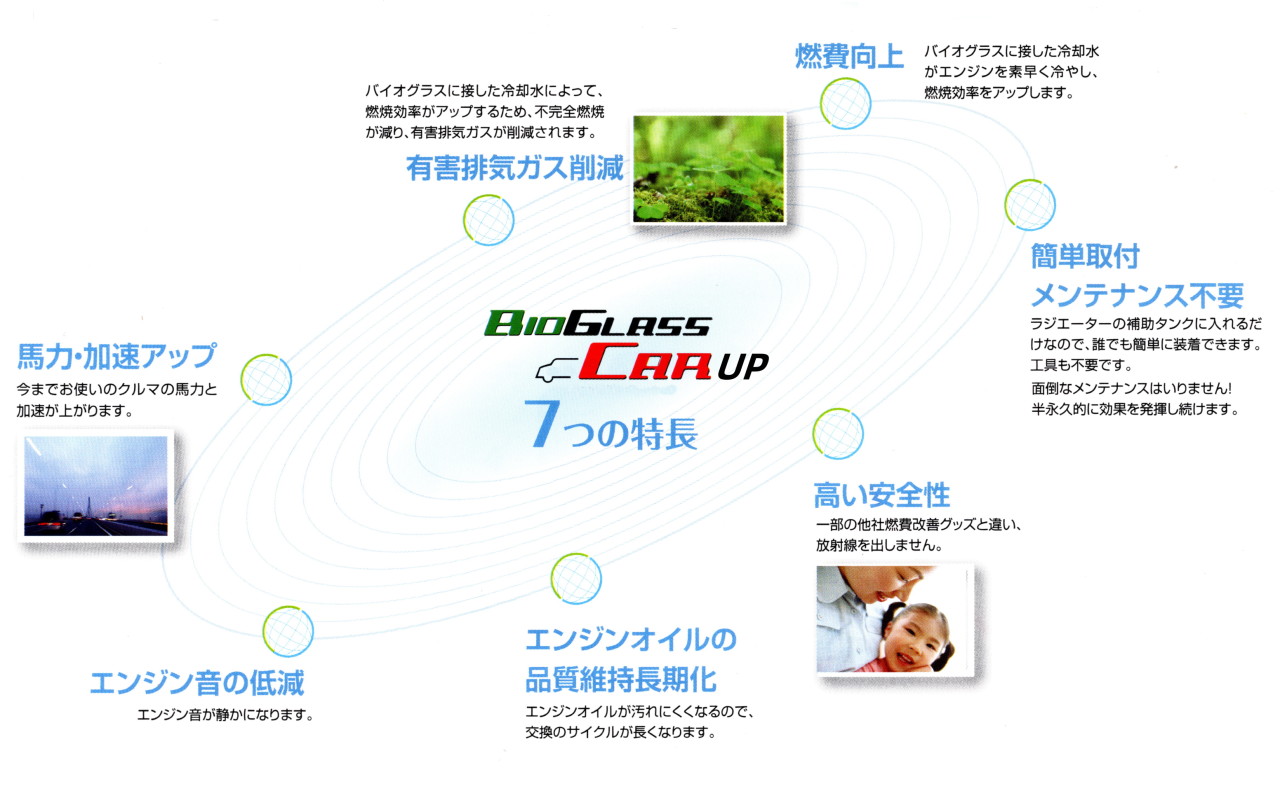 BIOGLASS
CAR UP
7つの特長
燃費向上
バイオグラスに接した冷却水
がエンジンを素早く冷やし、
燃焼効率をアップします。
簡単取付
メンテナンス不要
ラジエーターの補助タンクに入れるだ
けなので、誰でも簡単に装着できます。
工具も不要です。
面倒なメンテナンスはいりません!
半永久的に効果を発揮し続けます。
高い安全性
一部の他社燃費改善グッズと違い、
放射線を出しません。
エンジンオイルの
品質維持長期化
エンジンオイルが汚れにくくなるので、
交換のサイクルが長くなります。
エンジン音の低減
エンジン音が静かになります。
馬力・加速アップ
今までお使いのクルマの馬力と
加速が上がります。
バイオグラスに接した冷却水によって、
燃焼効率がアップするため、不完全燃焼
が減り、有害排気ガスが削減されます。
有害排気ガス削減